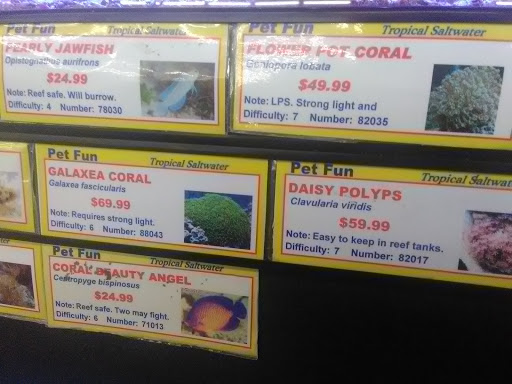 Pet Fun Tropical Saltwater
PEARLY JAWFISH
Opistognathus aurifrons
$24.99
Note: Reef safe. Will burrow.
Difficulty: 4 Number: 78030
Pet Fun Tropical Saltwater
FLOWER POT CORAL
Goniopora lobata
$49.99
Note: LPS. Strong light and
Difficulty: 7 Number: 82035
Pet Fun Tropical Saltwater
GALAXEA CORAL
Galaxea fascicularis
$69.99
Note: Requires strong light.
Difficulty: 6 Number: 88043
Pet Fun Tropical Saltwat
DAISY POLYPS
Clavularia viridis
$59.99
Note: Easy to keep in reef tanks.
Difficulty: 7 Number: 82017
Pet Fun Tropical Saltwater
CORAL BEAUTY ANGEL
Centropyge bispinosus
$24.99
Note: Reef safe. Two may fight.
Difficulty: 6 Number: 71013